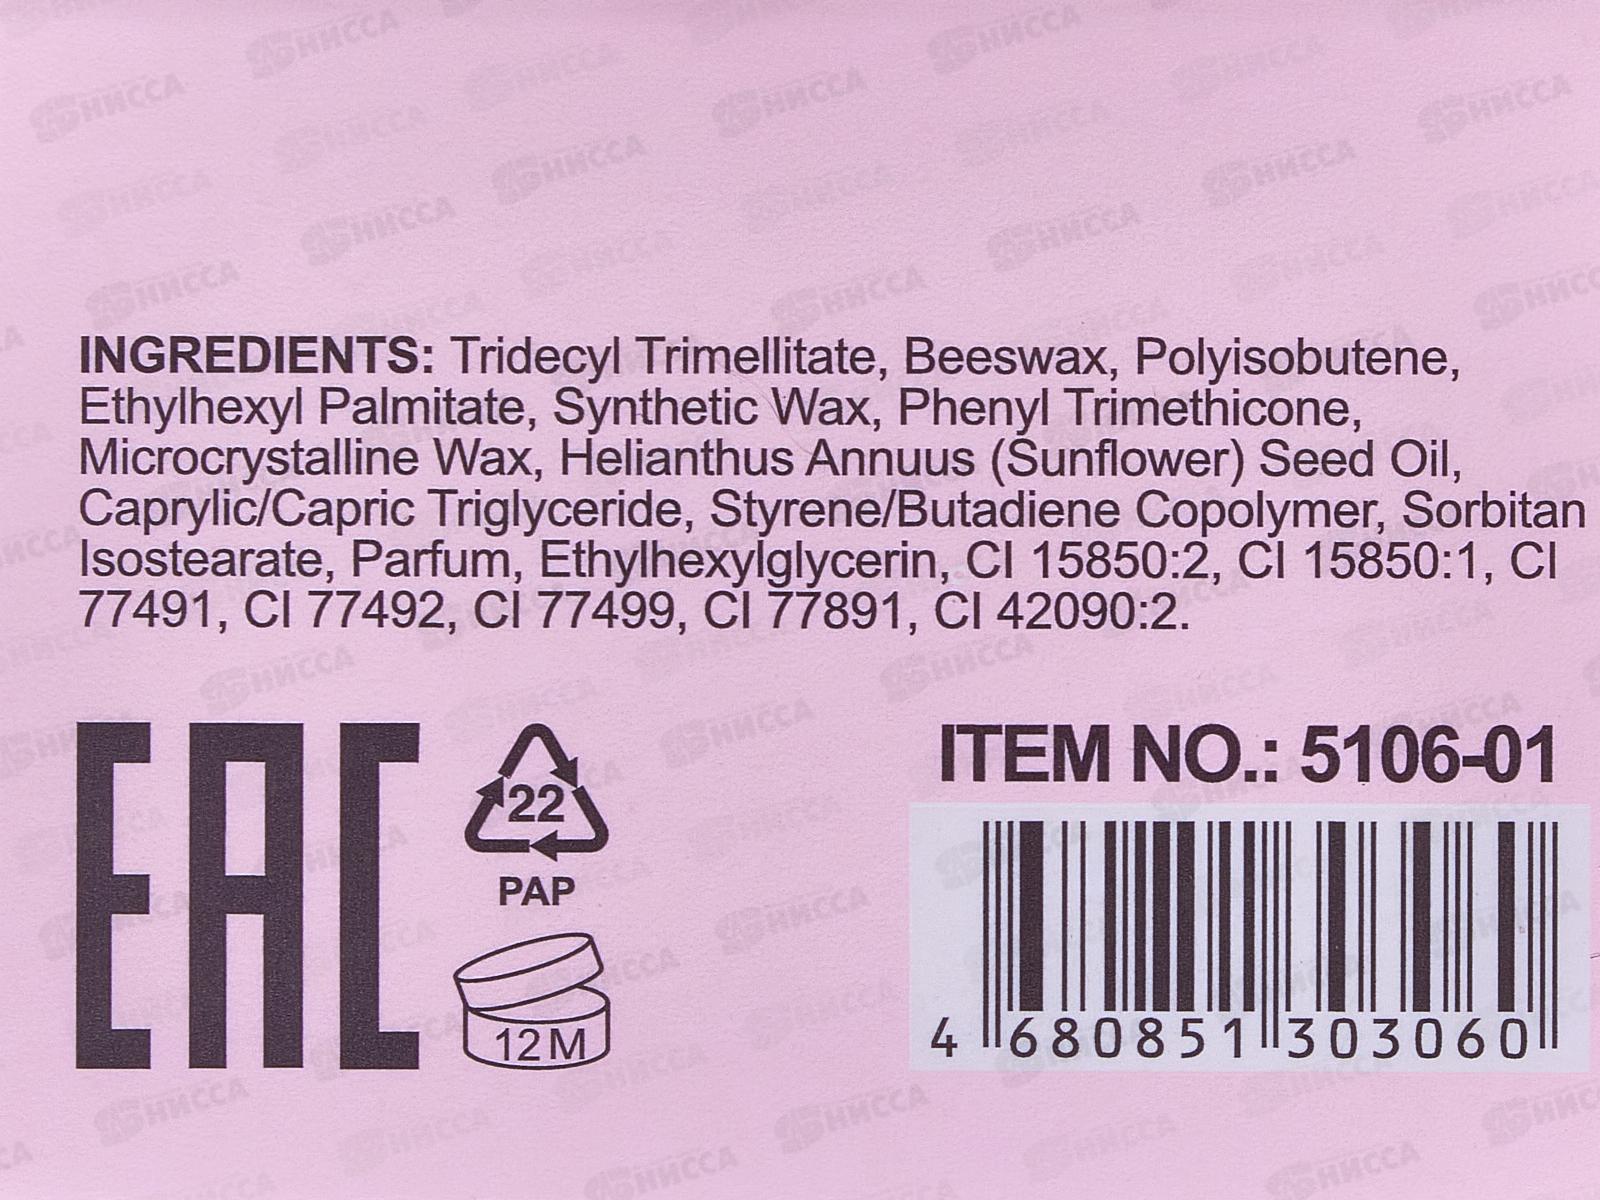 INGREDIENTS: Tridecyl Trimellitate, Beeswax, Polyisobutene,
Ethylhexyl Palmitate, Synthetic Wax, Phenyl Trimethicone,
Microcrystalline Wax, Helianthus Annuus (Sunflower) Seed Oil,
Caprylic/Capric Triglyceride, Styrene/Butadiene Copolymer, Sorbitan
Isostearate, Parfum, Ethylhexylglycerin, CI 15850:2, CI 15850:1, CI
77491, CI 77492, CI 77499, CI 77891, CI 42090:2.
EAC
22
PAP
12 M
ITEM NO.: 5106-01
4 680851 303060
НИССА